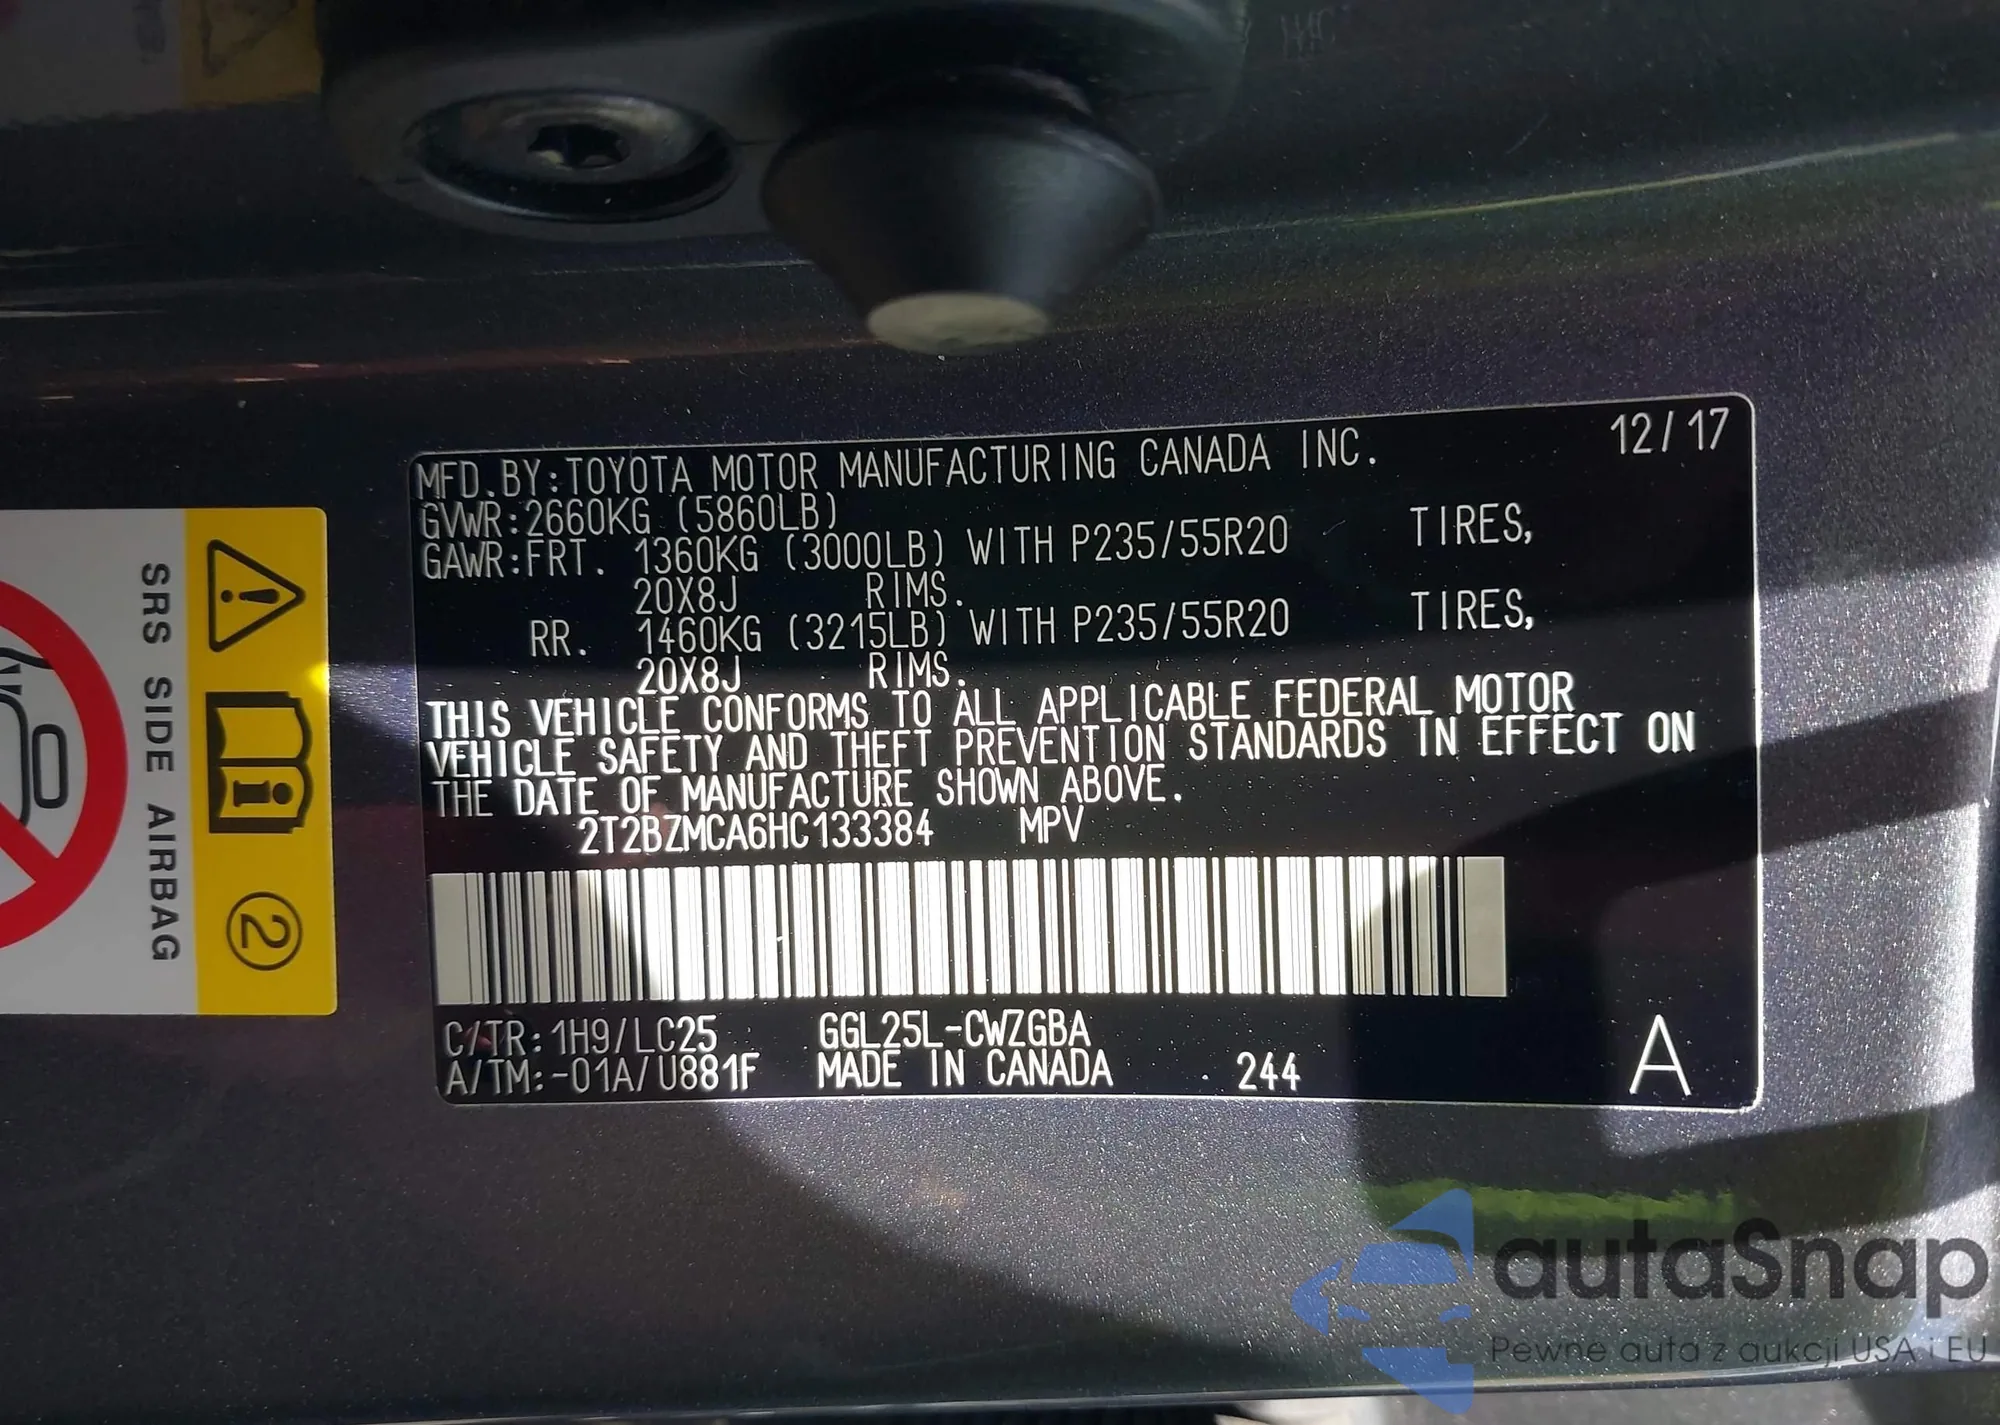 MFD.BY:TOYOTA MOTOR MANUFACTURING CANADA INC. 12/17
GVWR:2660KG (5860LB)
GAWR:FRT. 1360KG (3000LB) WITH P235/55R20 TIRES,
20X8J RIMS.
RR. 1460KG (3215LB) WITH P235/55R20 TIRES,
20X8J RIMS.
THIS VEHICLE CONFORMS TO ALL APPLICABLE FEDERAL MOTOR
VEHICLE SAFETY AND THEFT PREVENTION STANDARDS IN EFFECT ON
THE DATE OF MANUFACTURE SHOWN ABOVE.
2T2BZMCA6HC133384 MPV
C/TR:1H9/LC25 GGL25L-CWZGBA
A/TM:-01A/U881F MADE IN CANADA 244 A
SRS SIDE AIRBAG
2
autaSnap
Pewne auta z aukcji USA i EU